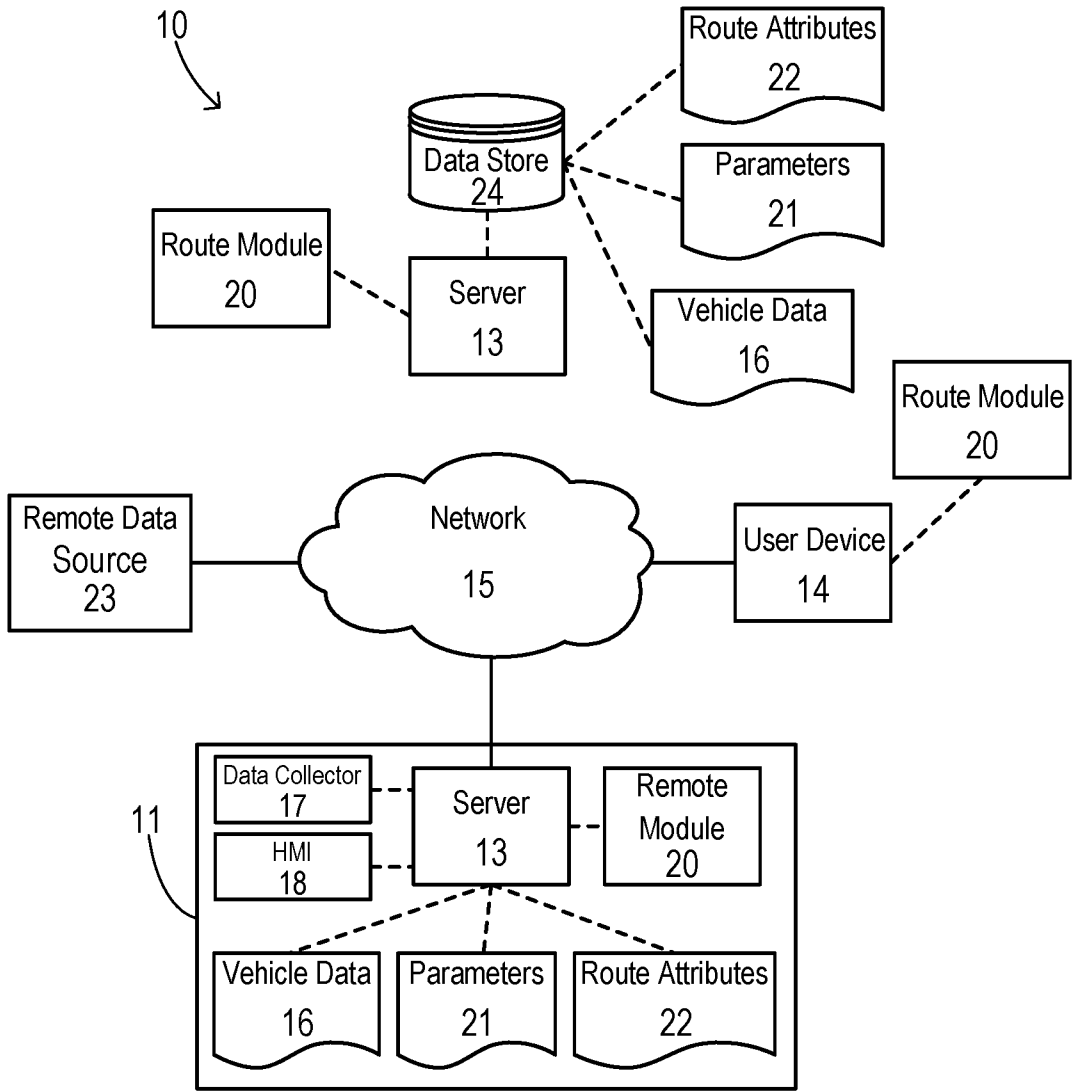 10
Route Attributes
22
Data Store
24
Parameters
21
Route Module
20
Server
13
Vehicle Data
16
Route Module
20
Remote Data
Source
23
Network
15
User Device
14
11
Data Collector
17
HMI
18
Server
13
Remote
Module
20
Vehicle Data
16
Parameters
21
Route Attributes
22